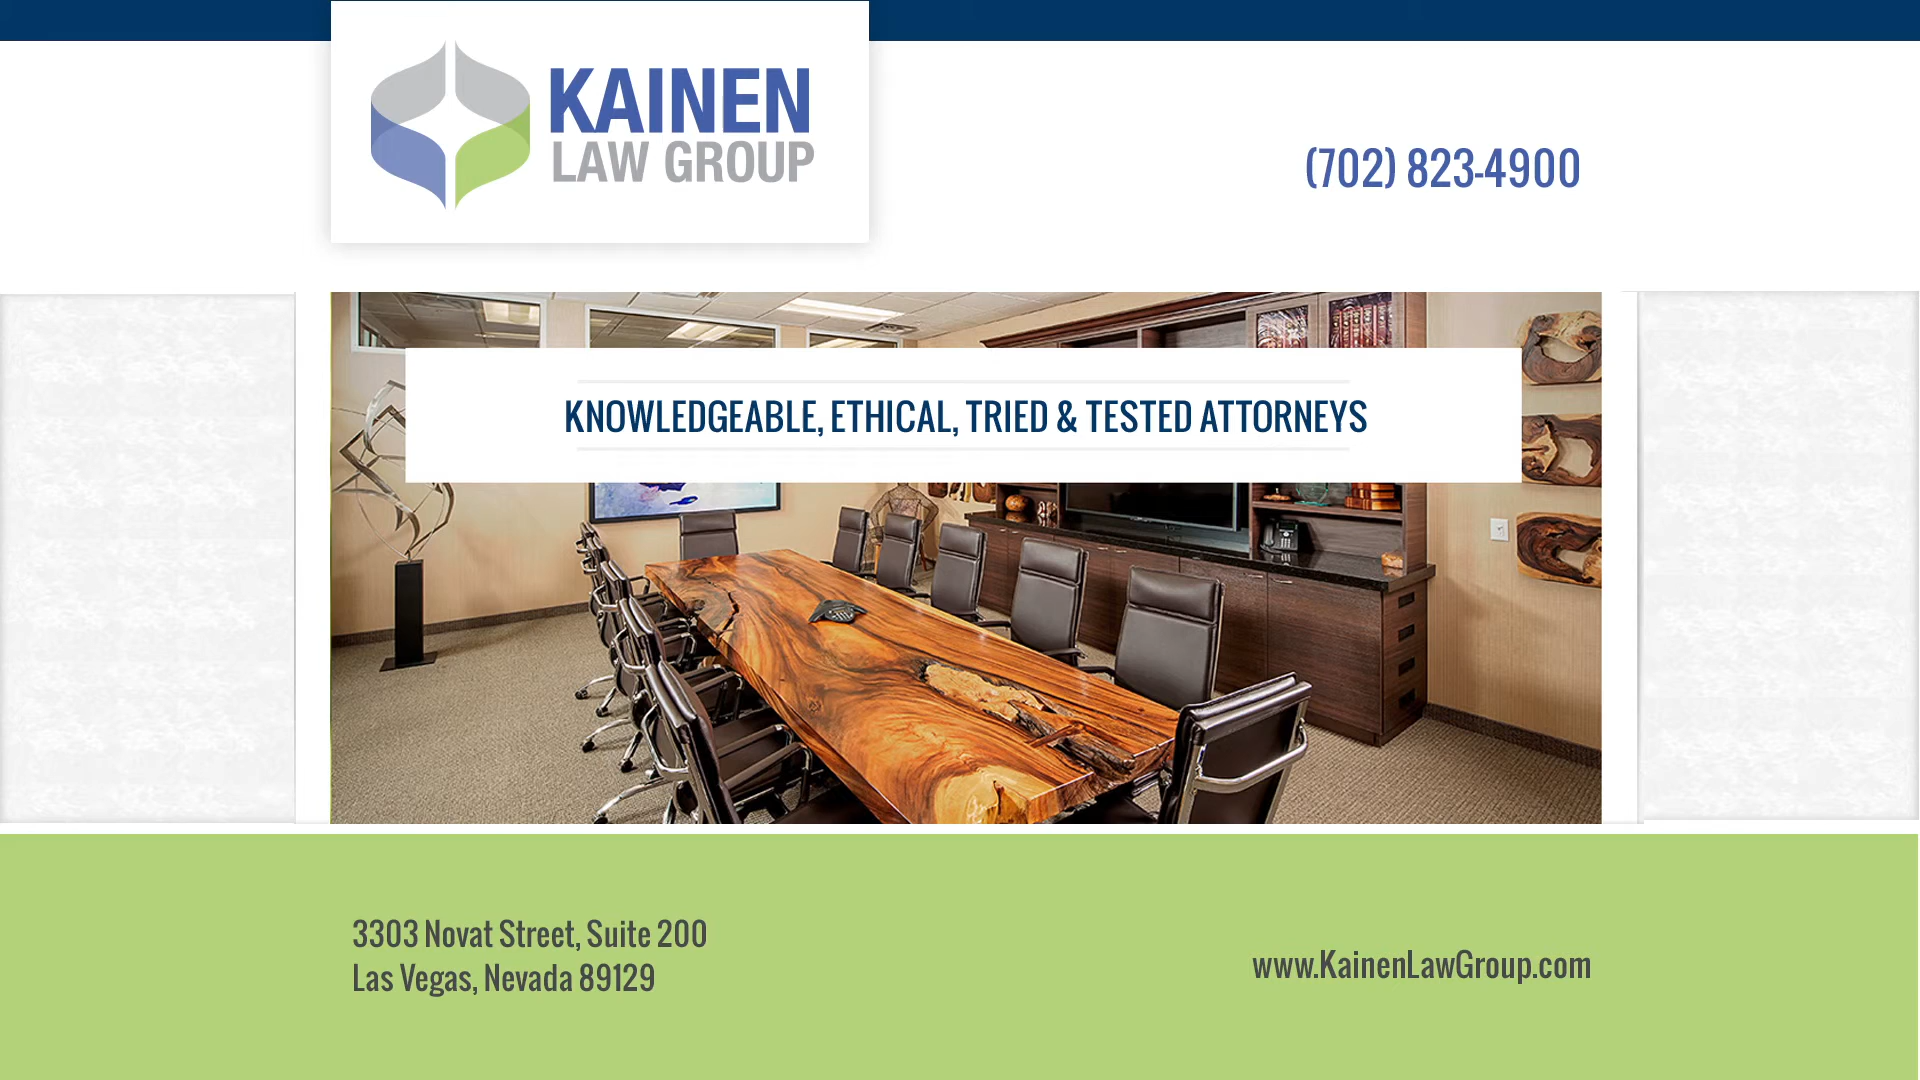 KAINEN
LAW GROUP
(702) 823-4900
KNOWLEDGEABLE, ETHICAL, TRIED & TESTED ATTORNEYS
3303 Novat Street, Suite 200
Las Vegas, Nevada 89129
www.KainenLawGroup.com